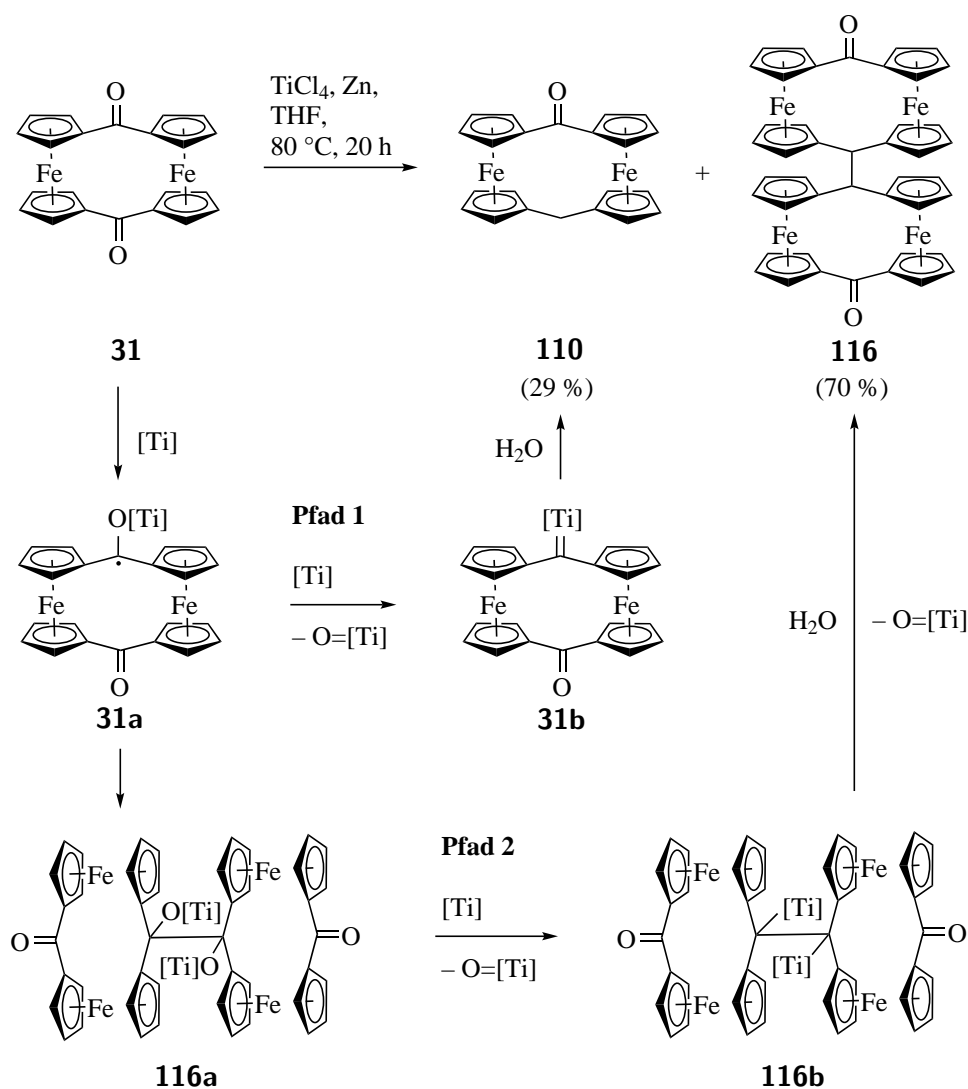 O
TiCl4, Zn,
THF,
80 °C, 20 h
Fe Fe
O
31
O
Fe Fe
110
(29 %)
+
O
Fe Fe
Fe Fe
O
116
(70 %)
[Ti]
H2O
O[Ti]
Fe Fe
O
31a
Pfad 1
[Ti]
– O=[Ti]
[Ti]
Fe Fe
O
31b
H2O – O=[Ti]
Fe Fe
O O[Ti] O
[Ti]O
Fe Fe
116a
Pfad 2
[Ti]
– O=[Ti]
Fe Fe
O [Ti] O
[Ti]
Fe Fe
116b